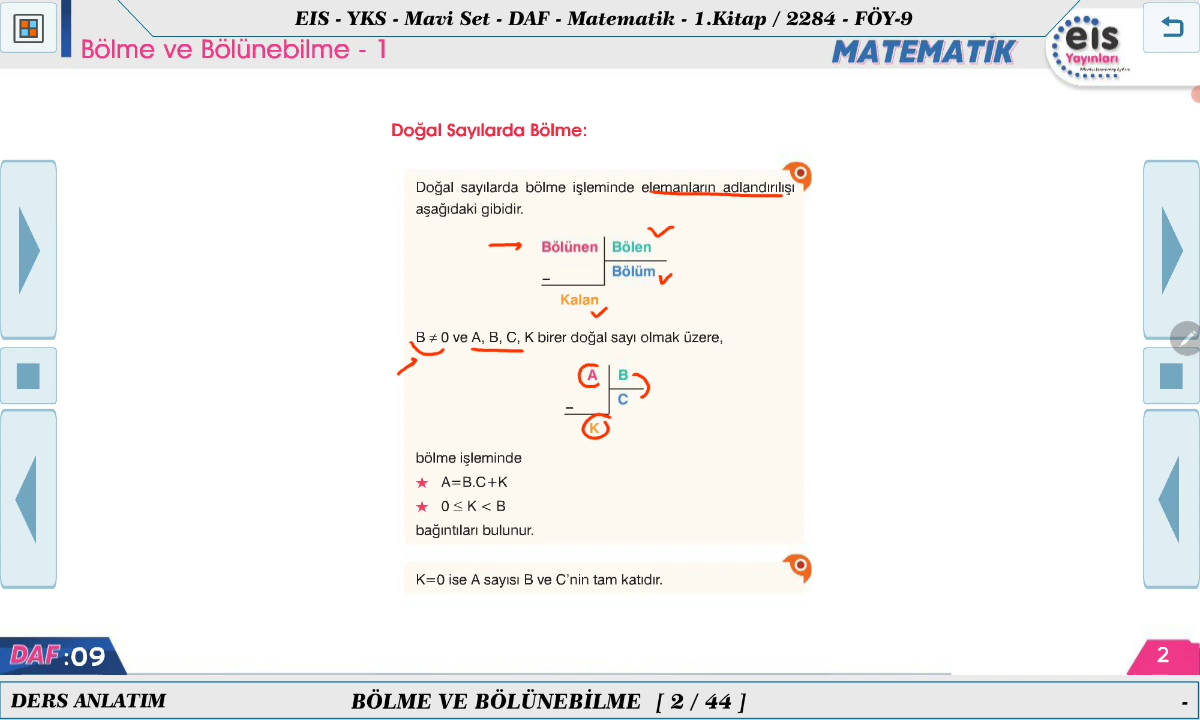 EIS - YKS - Mavi Set - DAF - Matematik - 1.Kitap / 2284 - FÖY-9
Bölme ve Bölünebilme - 1
MATEMATİK
eis
Yayınları
Doğal Sayılarda Bölme:
Doğal sayılarda bölme işleminde elemanların adlandırılışı
aşağıdaki gibidir.
Bölünen Bölen
Bölüm
–
Kalan
B ≠ 0 ve A, B, C, K birer doğal sayı olmak üzere,
A B
C
–
K
bölme işleminde
★ A=B.C+K
★ 0 ≤ K < B
bağıntıları bulunur.
K=0 ise A sayısı B ve C'nin tam katıdır.
DAF :09
2
DERS ANLATIM BÖLME VE BÖLÜNEBİLME [ 2 / 44 ] -